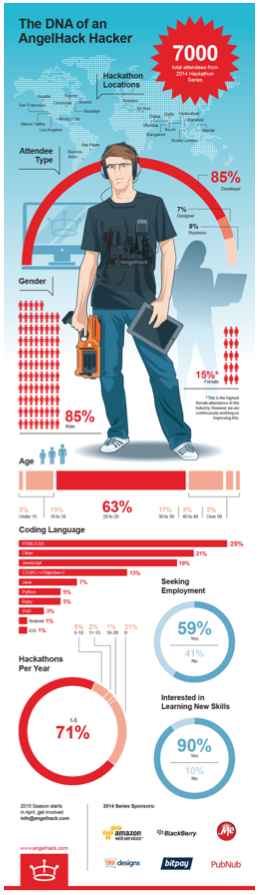 The DNA of an
AngelHack Hacker
7000
total attendees from
2014 Hackathon
Series
Hackathon
Locations
Seattle
Toronto
Boston
San Francisco
Cincinnati
Brooklyn
Silicon Valley
Mexico City
Los Angeles
Tel Aviv
Dubai
Delhi
Hyderabad
Mumbai
Bangalore
Kochi
Manila
Kuala Lumpur
Sao Paulo
Buenos
Aires
Attendee
Type
85%
Developer
7%
Designer
8%
Business
Gender
@angelhack
85%
Male
15%*
Female
* This is the highest
female attendance in the
industry. However we are
continuously working on
improving this.
Age
2% 13% 63% 17% 3% 2%
Under 15 20 to 29 30 to 39 40 to 49 Over 50
Coding Language
HTML/CSS 25%
Other 21%
Javascript 19%
C/C#/C++/Objective-C 13%
Java 7%
Python 5%
Ruby 5%
PHP 3%
Android 1%
iOS 1%
Hackathons
Per Year
5% 2% 1% 21%
6-10 11-15 16-20 0
1-5
71%
Seeking
Employment
59%
Yes
41%
No
Interested in
Learning New Skills
90%
Yes
10%
No
2015 Season starts
in April, get involved
info@angelhack.com
www.angelhack.com
2014 Series Sponsors:
amazon
webservices
BlackBerry
Me
99designs
bitpay
PubNub